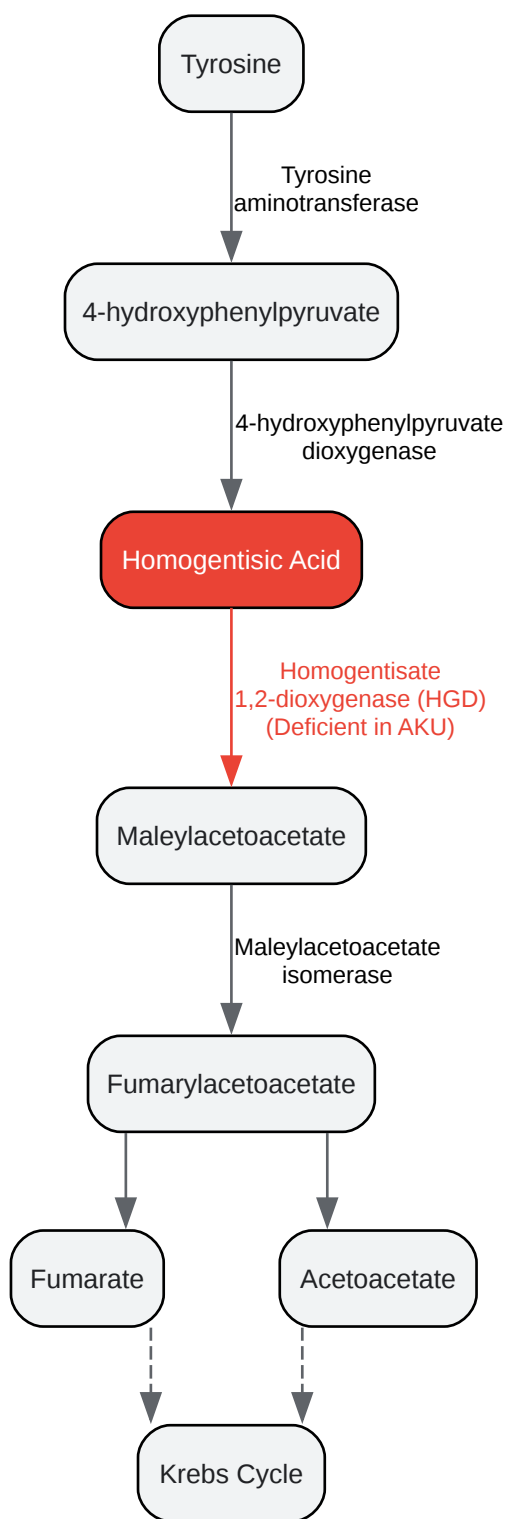 Tyrosine
Tyrosine
aminotransferase
4-hydroxyphenylpyruvate
4-hydroxyphenylpyruvate
dioxygenase
Homogentisic Acid
Homogentisate
1,2-dioxygenase (HGD)
(Deficient in AKU)
Maleylacetoacetate
Maleylacetoacetate
isomerase
Fumarylacetoacetate
Fumarate
Acetoacetate
Krebs Cycle